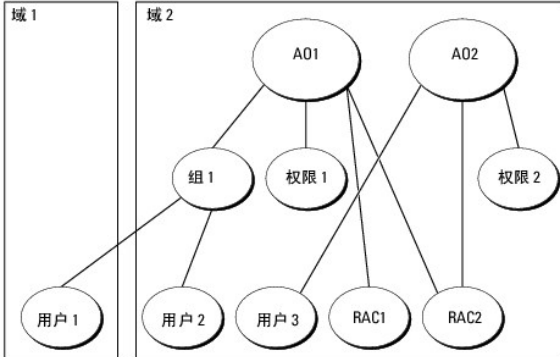 域 1
域 2
A01
A02
组 1
权限 1
权限 2
用户 1
用户 2
用户 3
RAC1
RAC2